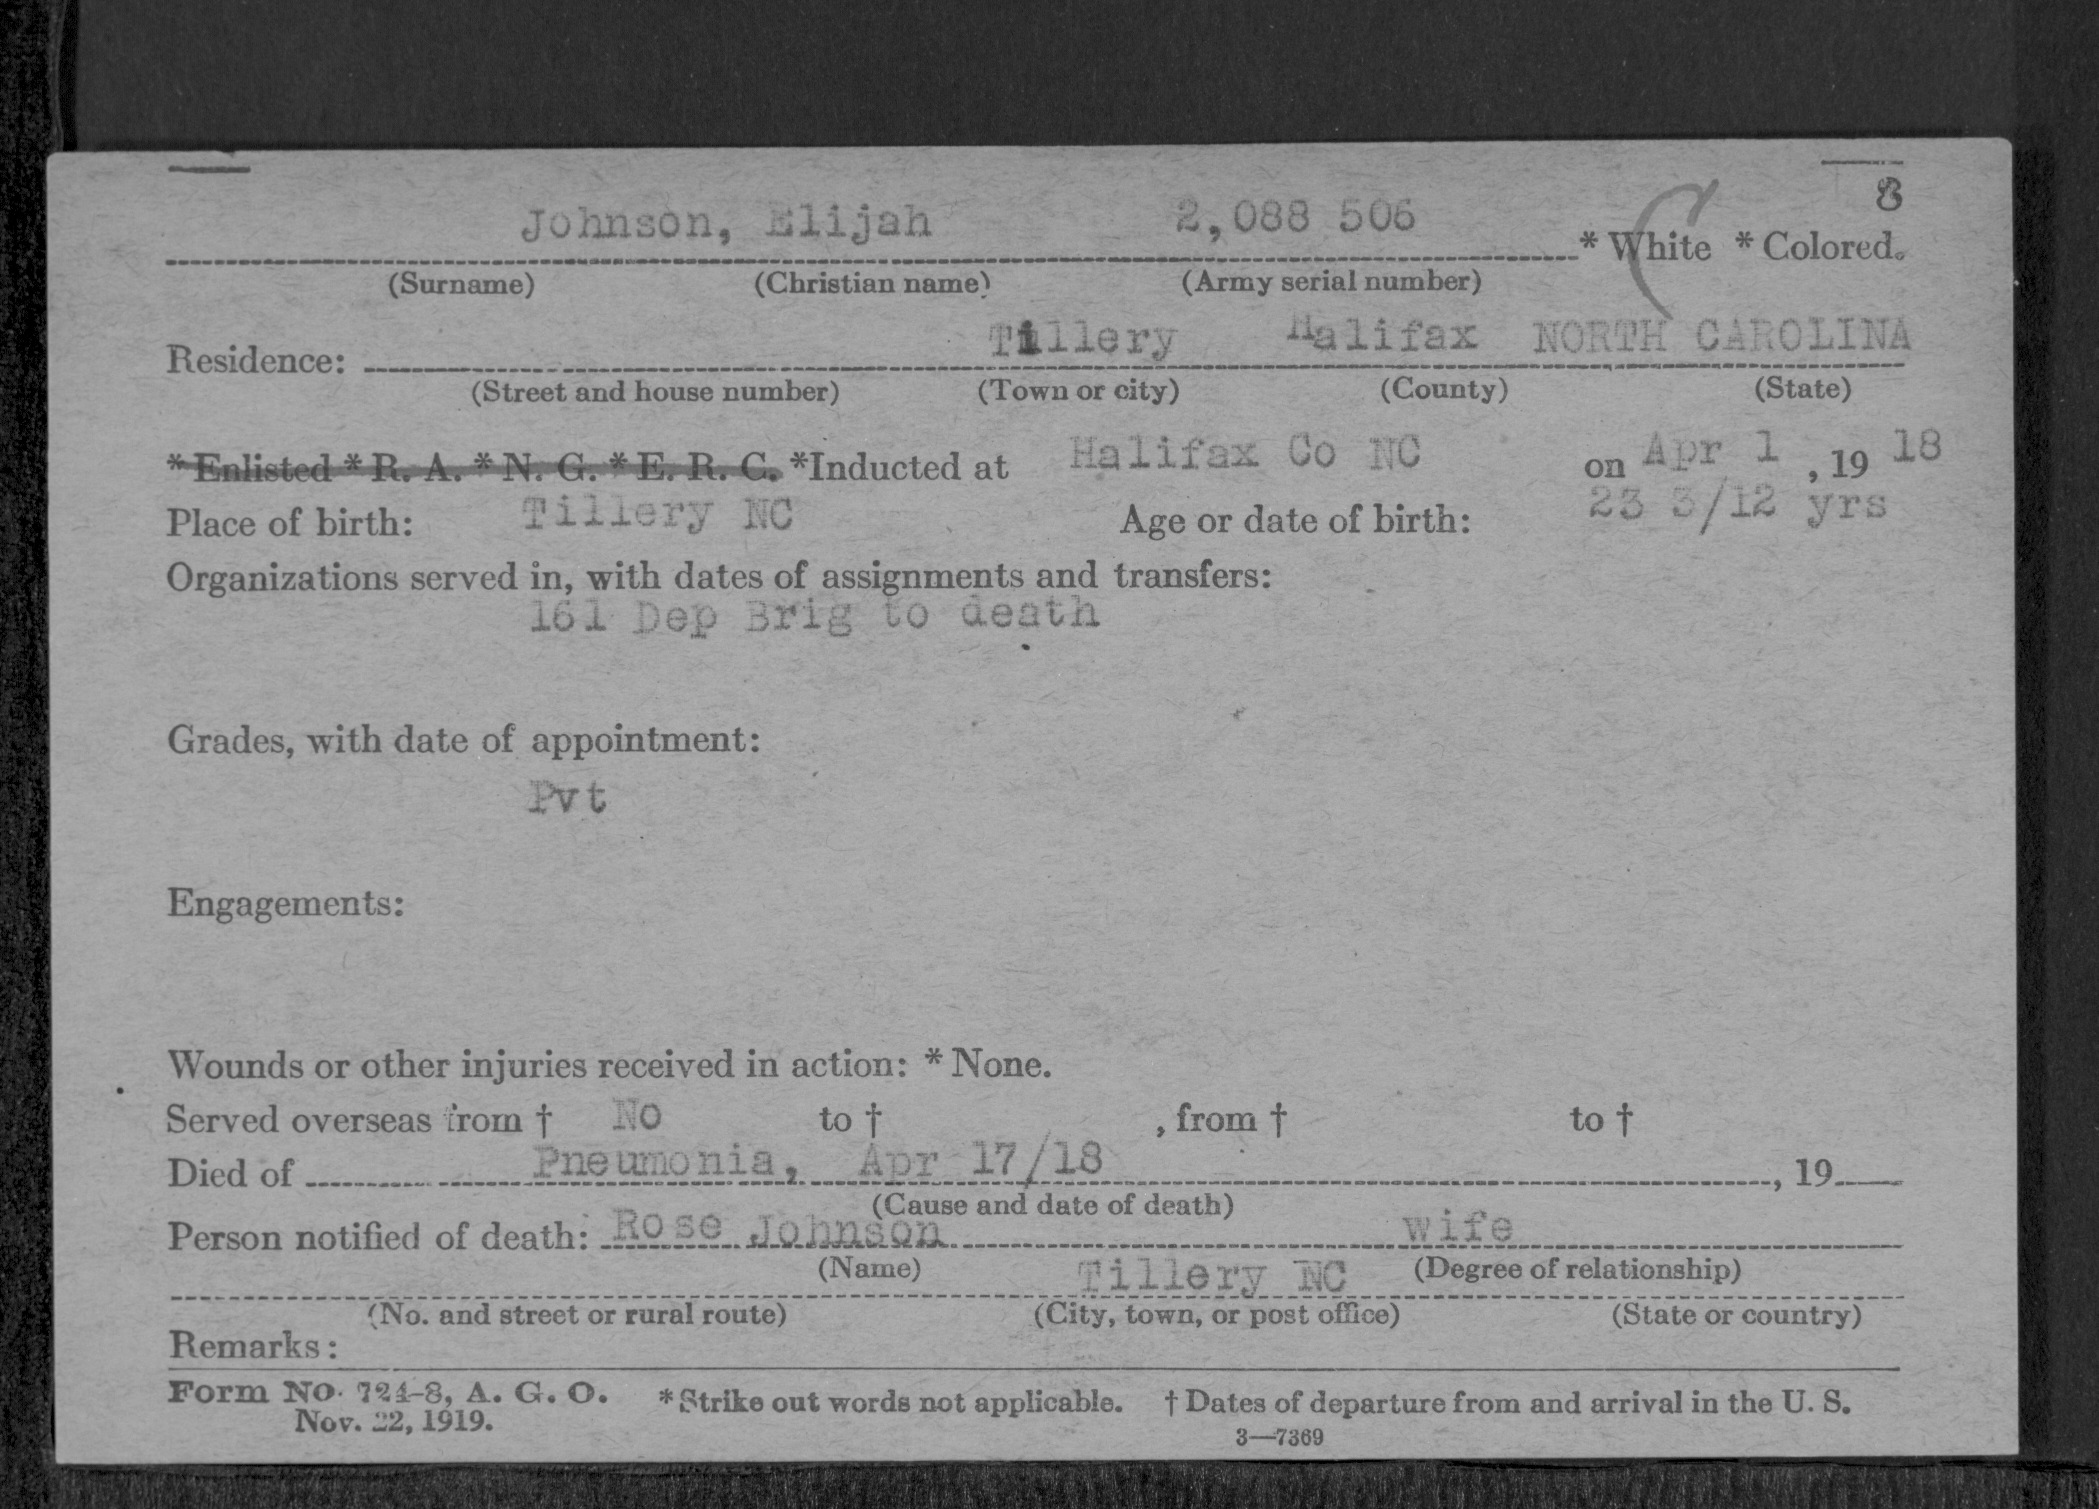 8
Johnson, Elijah 2,088 506 * White * Colored.
C
(Surname) (Christian name) (Army serial number)
Tillery Halifax NORTH CAROLINA
Residence:
(Street and house number) (Town or city) (County) (State)
* Enlisted * R. A. * N. G. * E. R. C. *Inducted at Halifax Co NC on Apr 1 , 19 18
Place of birth: Tillery NC Age or date of birth: 23 3/12 yrs
Organizations served in, with dates of assignments and transfers:
161 Dep Brig to death
Grades, with date of appointment:
Pvt
Engagements:
Wounds or other injuries received in action: * None.
Served overseas from † No to † , from † to †
Died of Pneumonia, Apr 17/18 , 19
(Cause and date of death)
Person notified of death: Rose Johnson wife
(Name) (Degree of relationship)
Tillery NC
(No. and street or rural route) (City, town, or post office) (State or country)
Remarks:
Form No. 724-8, A. G. O. * Strike out words not applicable. † Dates of departure from and arrival in the U. S.
Nov. 22, 1919.
3—7369